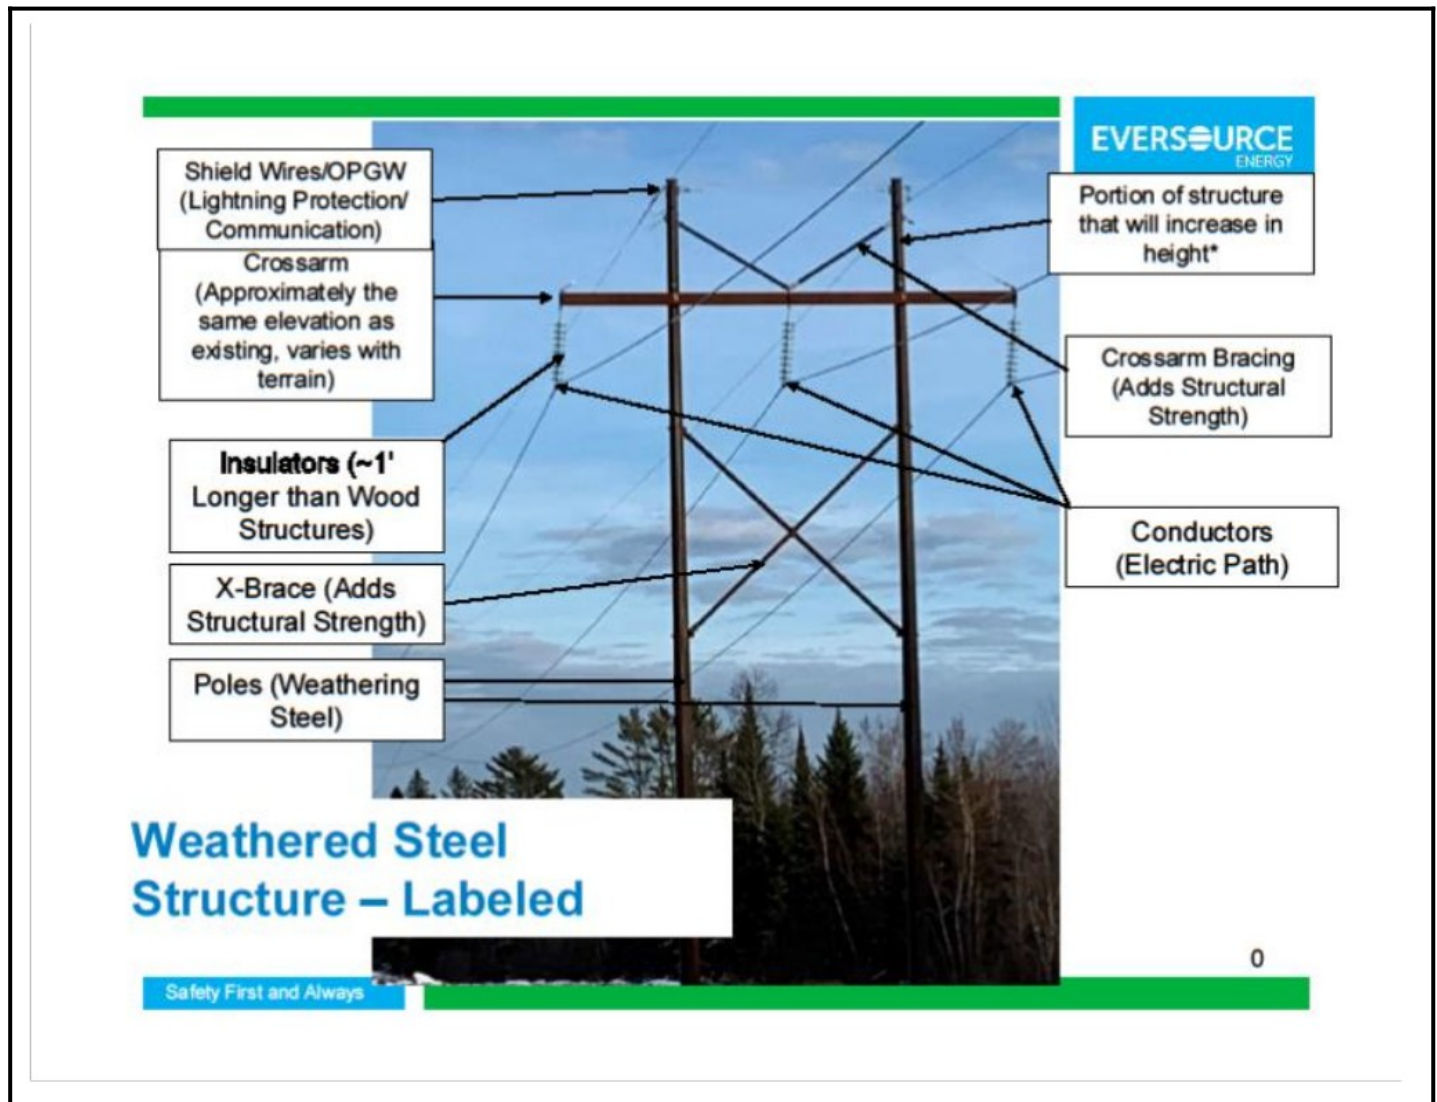 EVERSOURCE
ENERGY
Shield Wires/OPGW
(Lightning Protection/
Communication)
Crossarm
(Approximately the
same elevation as
existing, varies with
terrain)
Insulators (~1'
Longer than Wood
Structures)
X-Brace (Adds
Structural Strength)
Poles (Weathering
Steel)
Portion of structure
that will increase in
height*
Crossarm Bracing
(Adds Structural
Strength)
Conductors
(Electric Path)
Weathered Steel
Structure – Labeled
0
Safety First and Always